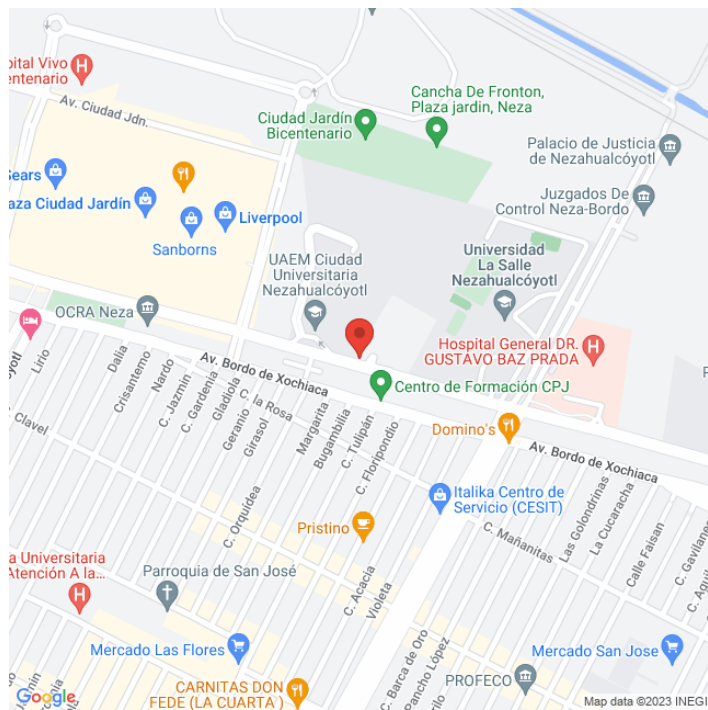 pital Vivo
entenario
Av. Ciudad Jdn.
Ciudad Jardín
Bicentenario
Cancha De Fronton,
Plaza jardin, Neza
Palacio de Justicia
de Nezahualcóyotl
Juzgados De
Control Neza-Bordo
Sears
aza Ciudad Jardín
Liverpool
Sanborns
UAEM Ciudad
Universitaria
Nezahualcóyotl
Universidad
La Salle
Nezahualcóyotl
OCRA Neza
Hospital General DR.
GUSTAVO BAZ PRADA
Centro de Formación CPJ
Av. Bordo de Xochiaca
Domino's
Av. Bordo de Xochiaca
oyotl
Lirio
Dalia
Crisantemo
Nardo
C. Jazmin
C. Gardenia
Gladiola
Geranio
Girasol
C. la Rosa
Margarita
Bugambilia
C. Tulipán
C. Floripondio
C. Clavel
C. Orquídea
Pristino
Italika Centro de
Servicio (CESIT)
C. Mañanitas
Las Golondrinas
La Cucaracha
Calle Faisan
C. Gavilanes
C. Aguil
a Universitaria
Atención A la...
Parroquia de San José
C. Acacia
Violeta
Mercado Las Flores
C. Barca de Oro
Pancho López
PROFECO
Mercado San Jose
CARNITAS DON
FEDE (LA CUARTA )
Google
Map data ©2023 INEGI